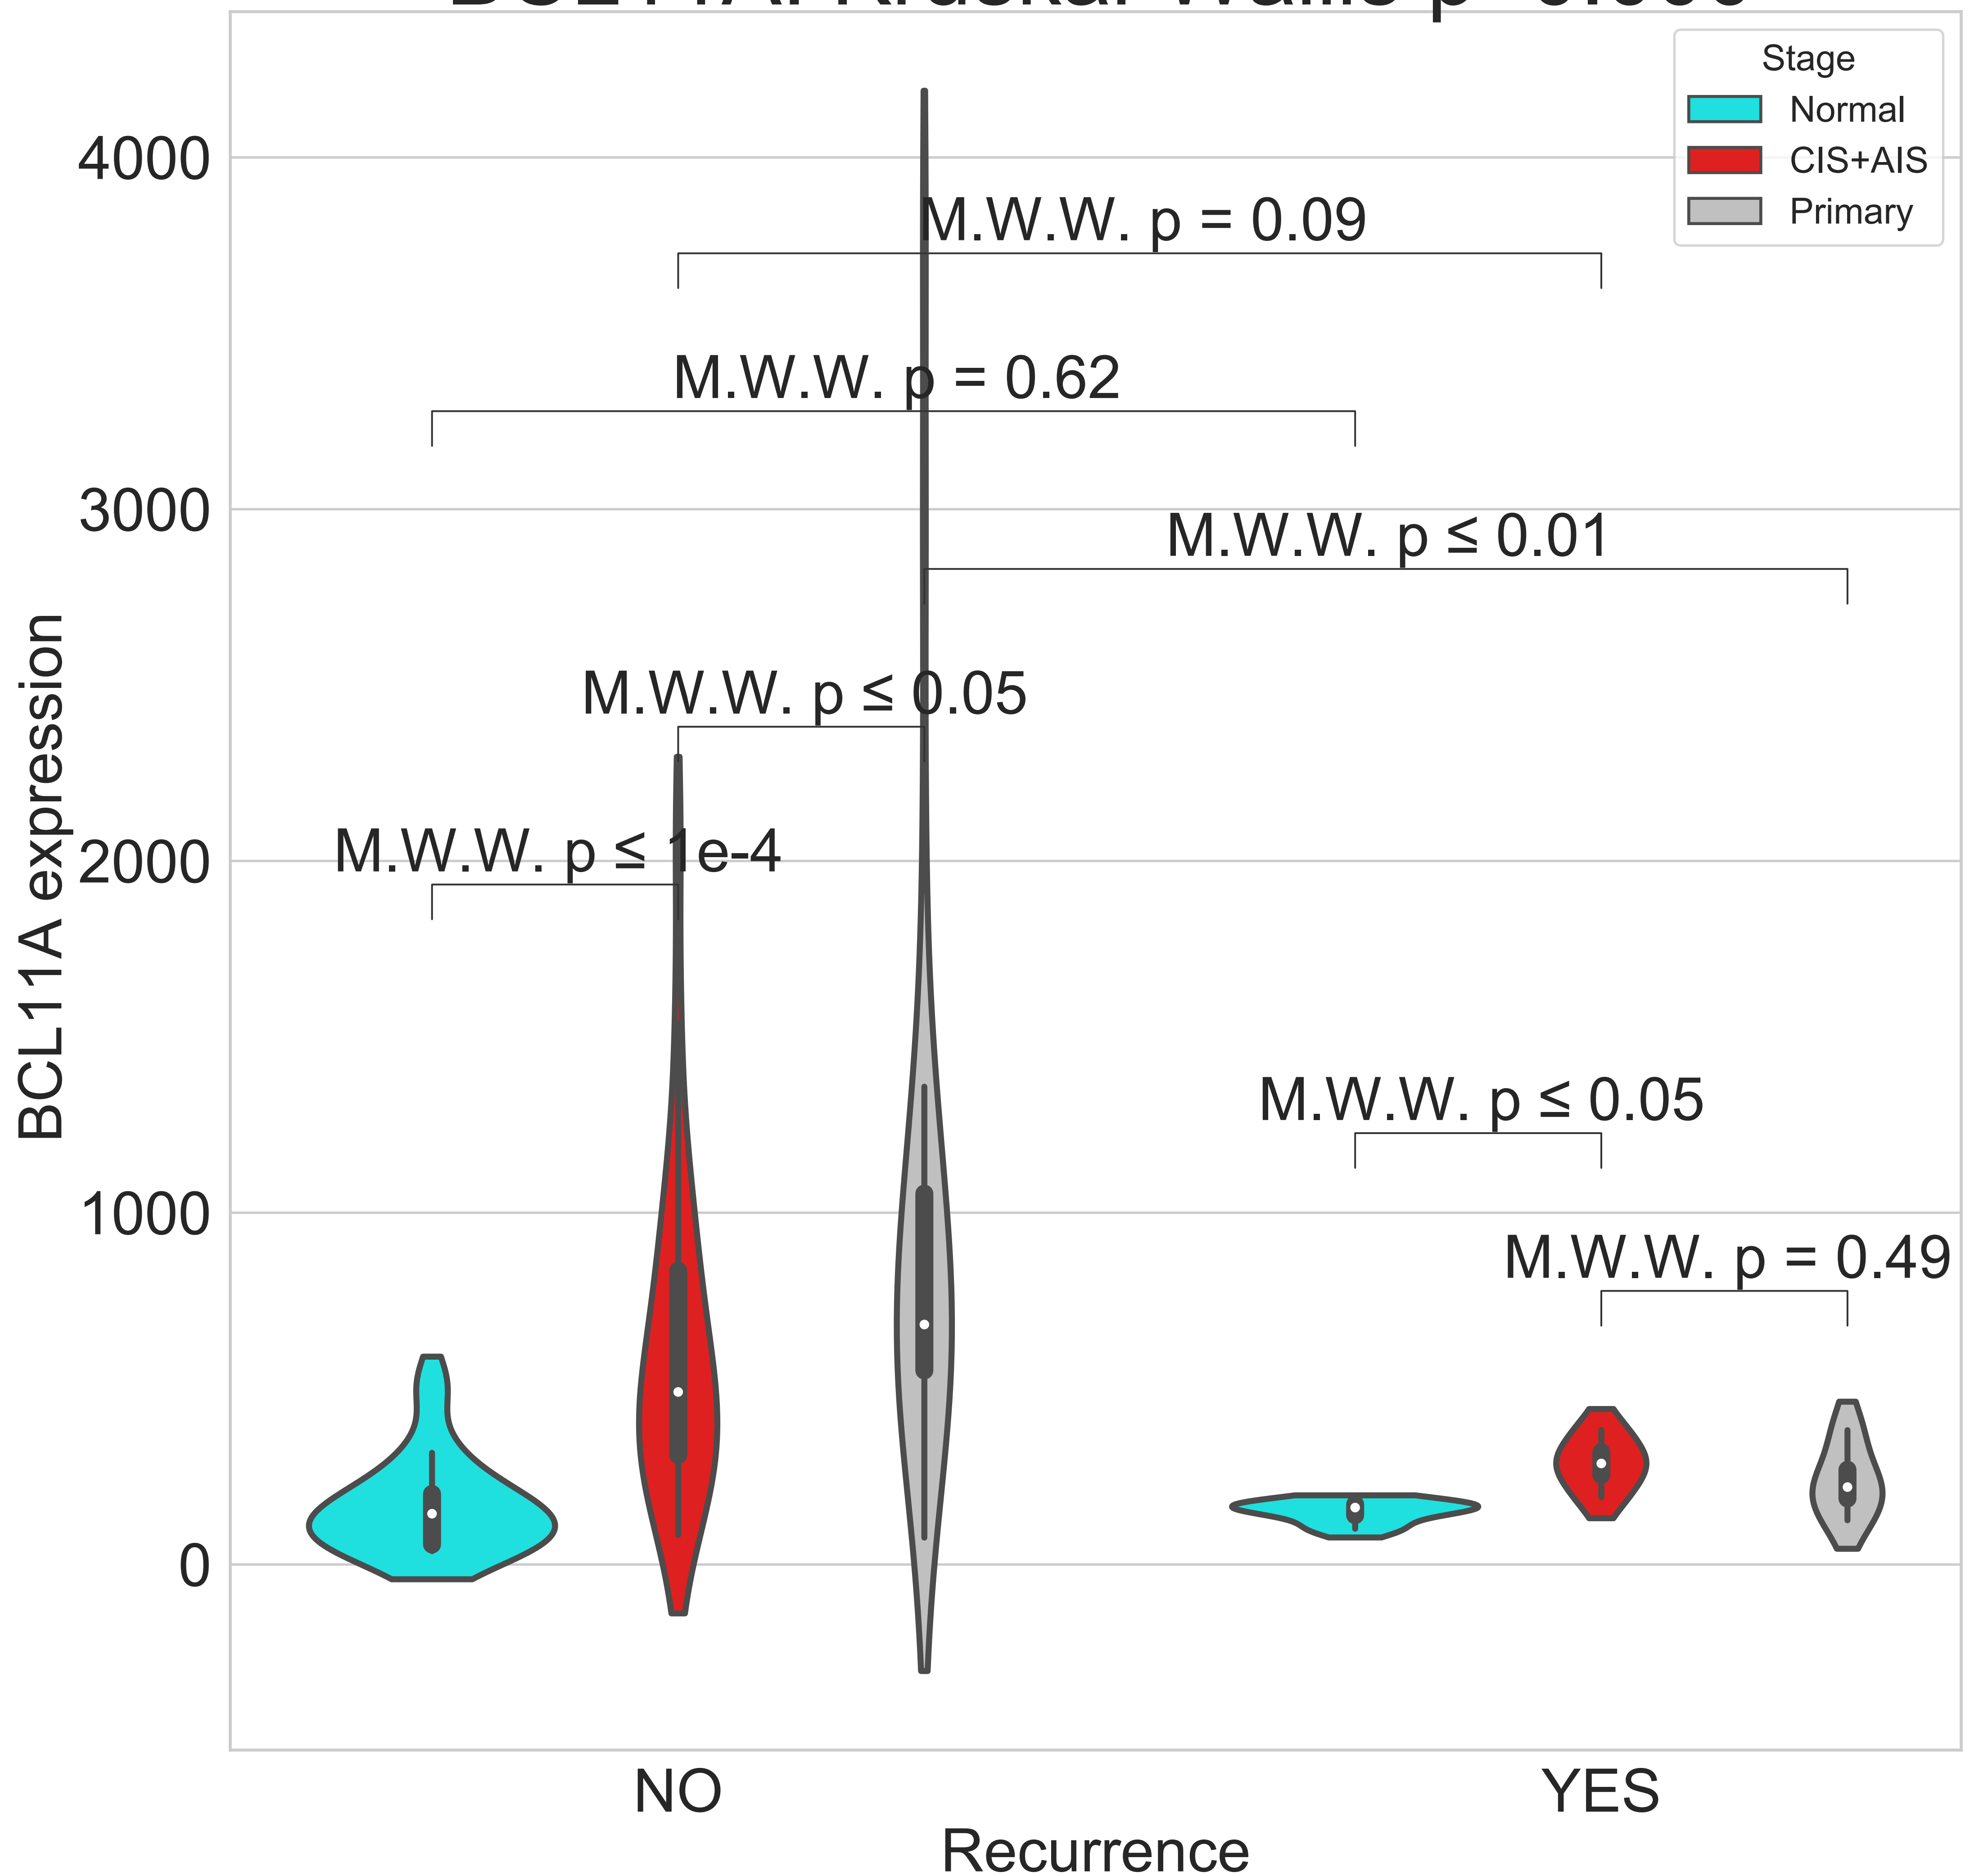 Stage
Normal
CIS+AIS
Primary
4000
3000
2000
1000
0
BCL11A expression
M.W.W. p = 0.09
M.W.W. p = 0.62
M.W.W. p ≤ 0.01
M.W.W. p ≤ 0.05
M.W.W. p ≤ 1e-4
M.W.W. p ≤ 0.05
M.W.W. p = 0.49
NO
YES
Recurrence